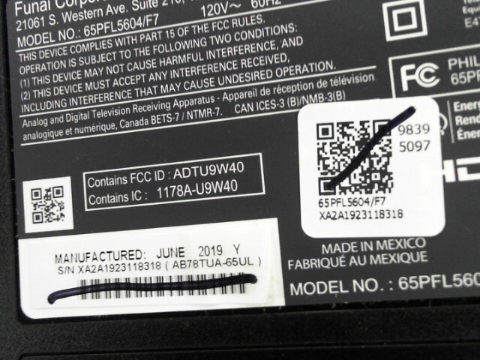 Funai Corpor
21061 S. Western Ave. Suite 210,
MODEL NO.: 65PFL5604/F7 120V~ 60Hz
THIS DEVICE COMPLIES WITH PART 15 OF THE FCC RULES.
OPERATION IS SUBJECT TO THE FOLLOWING TWO CONDITIONS:
(1) THIS DEVICE MAY NOT CAUSE HARMFUL INTERFERENCE, AND
(2) THIS DEVICE MUST ACCEPT ANY INTERFERENCE RECEIVED,
INCLUDING INTERFERENCE THAT MAY CAUSE UNDESIRED OPERATION.
Analog and Digital Television Receiving Apparatus - Appareil de réception de télévision
analogique et numérique, Canada BETS-7 / NTMR-7. CAN ICES-3 (B)/NMB-3(B)
Contains FCC ID : ADTU9W40
Contains IC : 1178A-U9W40
MANUFACTURED: JUNE 2019 Y
S/N XA2A1923118318 ( AB78TUA-65UL )
FC
PHIL
65PF
9839
5097
65PFL5604/F7
XA2A1923118318
Ener
MADE IN MEXICO
FABRIQUÉ AU MEXIQUE
MODEL NO.: 65PFL560